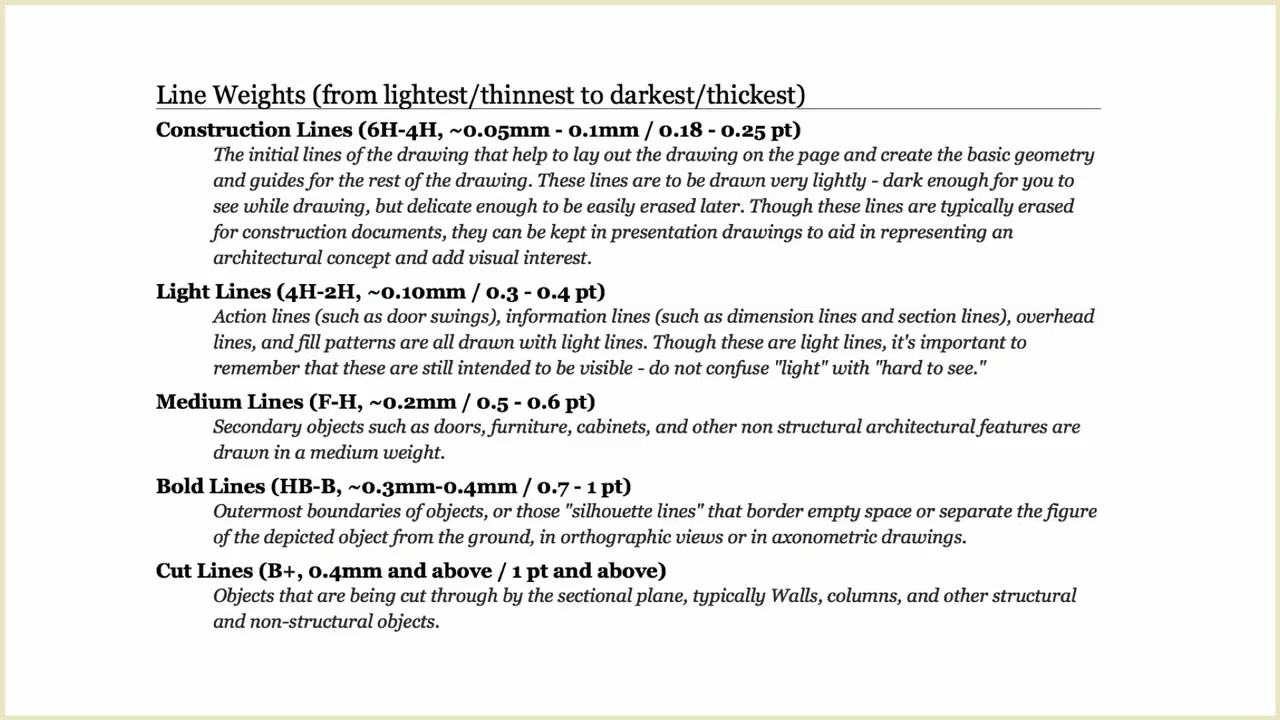 Line Weights (from lightest/thinnest to darkest/thickest)
Construction Lines (6H-4H, ~0.05mm - 0.1mm / 0.18 - 0.25 pt)
The initial lines of the drawing that help to lay out the drawing on the page and create the basic geometry
and guides for the rest of the drawing. These lines are to be drawn very lightly - dark enough for you to
see while drawing, but delicate enough to be easily erased later. Though these lines are typically erased
for construction documents, they can be kept in presentation drawings to aid in representing an
architectural concept and add visual interest.
Light Lines (4H-2H, ~0.10mm / 0.3 - 0.4 pt)
Action lines (such as door swings), information lines (such as dimension lines and section lines), overhead
lines, and fill patterns are all drawn with light lines. Though these are light lines, it's important to
remember that these are still intended to be visible - do not confuse "light" with "hard to see."
Medium Lines (F-H, ~0.2mm / 0.5 - 0.6 pt)
Secondary objects such as doors, furniture, cabinets, and other non structural architectural features are
drawn in a medium weight.
Bold Lines (HB-B, ~0.3mm-0.4mm / 0.7 - 1 pt)
Outermost boundaries of objects, or those "silhouette lines" that border empty space or separate the figure
of the depicted object from the ground, in orthographic views or in axonometric drawings.
Cut Lines (B+, 0.4mm and above / 1 pt and above)
Objects that are being cut through by the sectional plane, typically Walls, columns, and other structural
and non-structural objects.